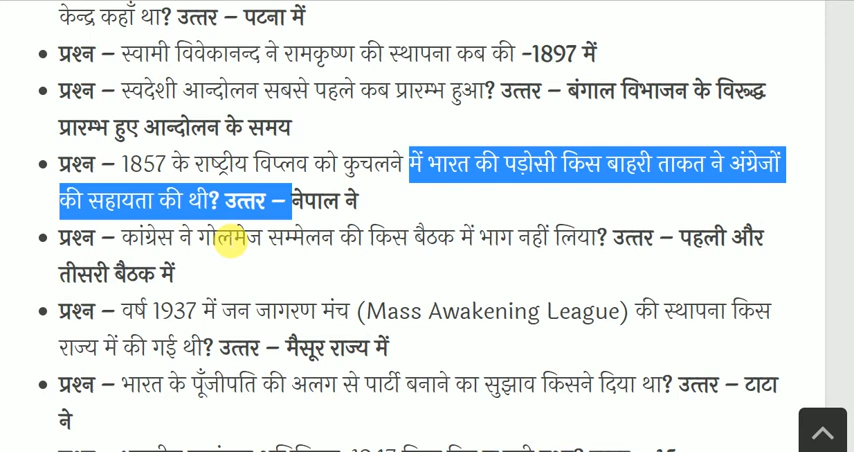 केन्द्र कहाँ था? उत्तर – पटना में
प्रश्न – स्वामी विवेकानन्द ने रामकृष्ण की स्थापना कब की -1897 में
प्रश्न – स्वदेशी आन्दोलन सबसे पहले कब प्रारम्भ हुआ? उत्तर – बंगाल विभाजन के विरूद्ध
प्रारम्भ हुए आन्दोलन के समय
प्रश्न – 1857 के राष्ट्रीय विप्लव को कुचलने में भारत की पड़ोसी किस बाहरी ताकत ने अंग्रेजों
की सहायता की थी? उत्तर – नेपाल ने
प्रश्न – कांग्रेस ने गोलमेज सम्मेलन की किस बैठक में भाग नहीं लिया? उत्तर – पहली और
तीसरी बैठक में
प्रश्न – वर्ष 1937 में जन जागरण मंच (Mass Awakening League) की स्थापना किस
राज्य में की गई थी? उत्तर – मैसूर राज्य में
प्रश्न – भारत के पूँजीपति की अलग से पार्टी बनाने का सुझाव किसने दिया था? उत्तर – टाटा
ने